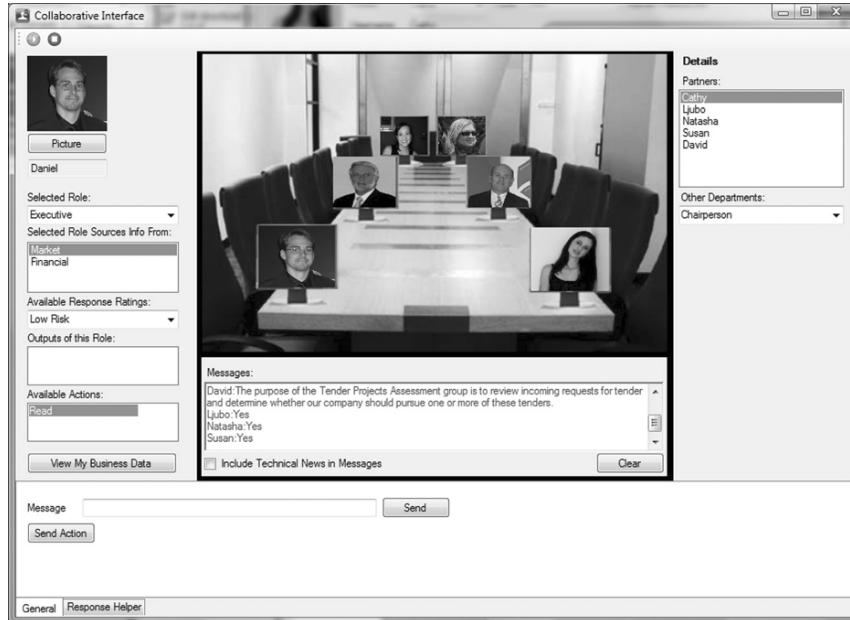 Collaborative Interface
Picture
Daniel
Selected Role:
Executive
Selected Role Sources Info From:
Market
Financial
Available Response Ratings:
Low Risk
Outputs of this Role:
Available Actions:
Read
View My Business Data
Messages:
David:The purpose of the Tender Projects Assessment group is to review incoming requests for tender
and determine whether our company should pursue one or more of these tenders.
Ljubo:Yes
Natasha:Yes
Susan:Yes
Include Technical News in Messages
Clear
Details
Partners:
Cathy
Ljubo
Natasha
Susan
David
Other Departments:
Chairperson
Message
Send
Send Action
General
Response Helper